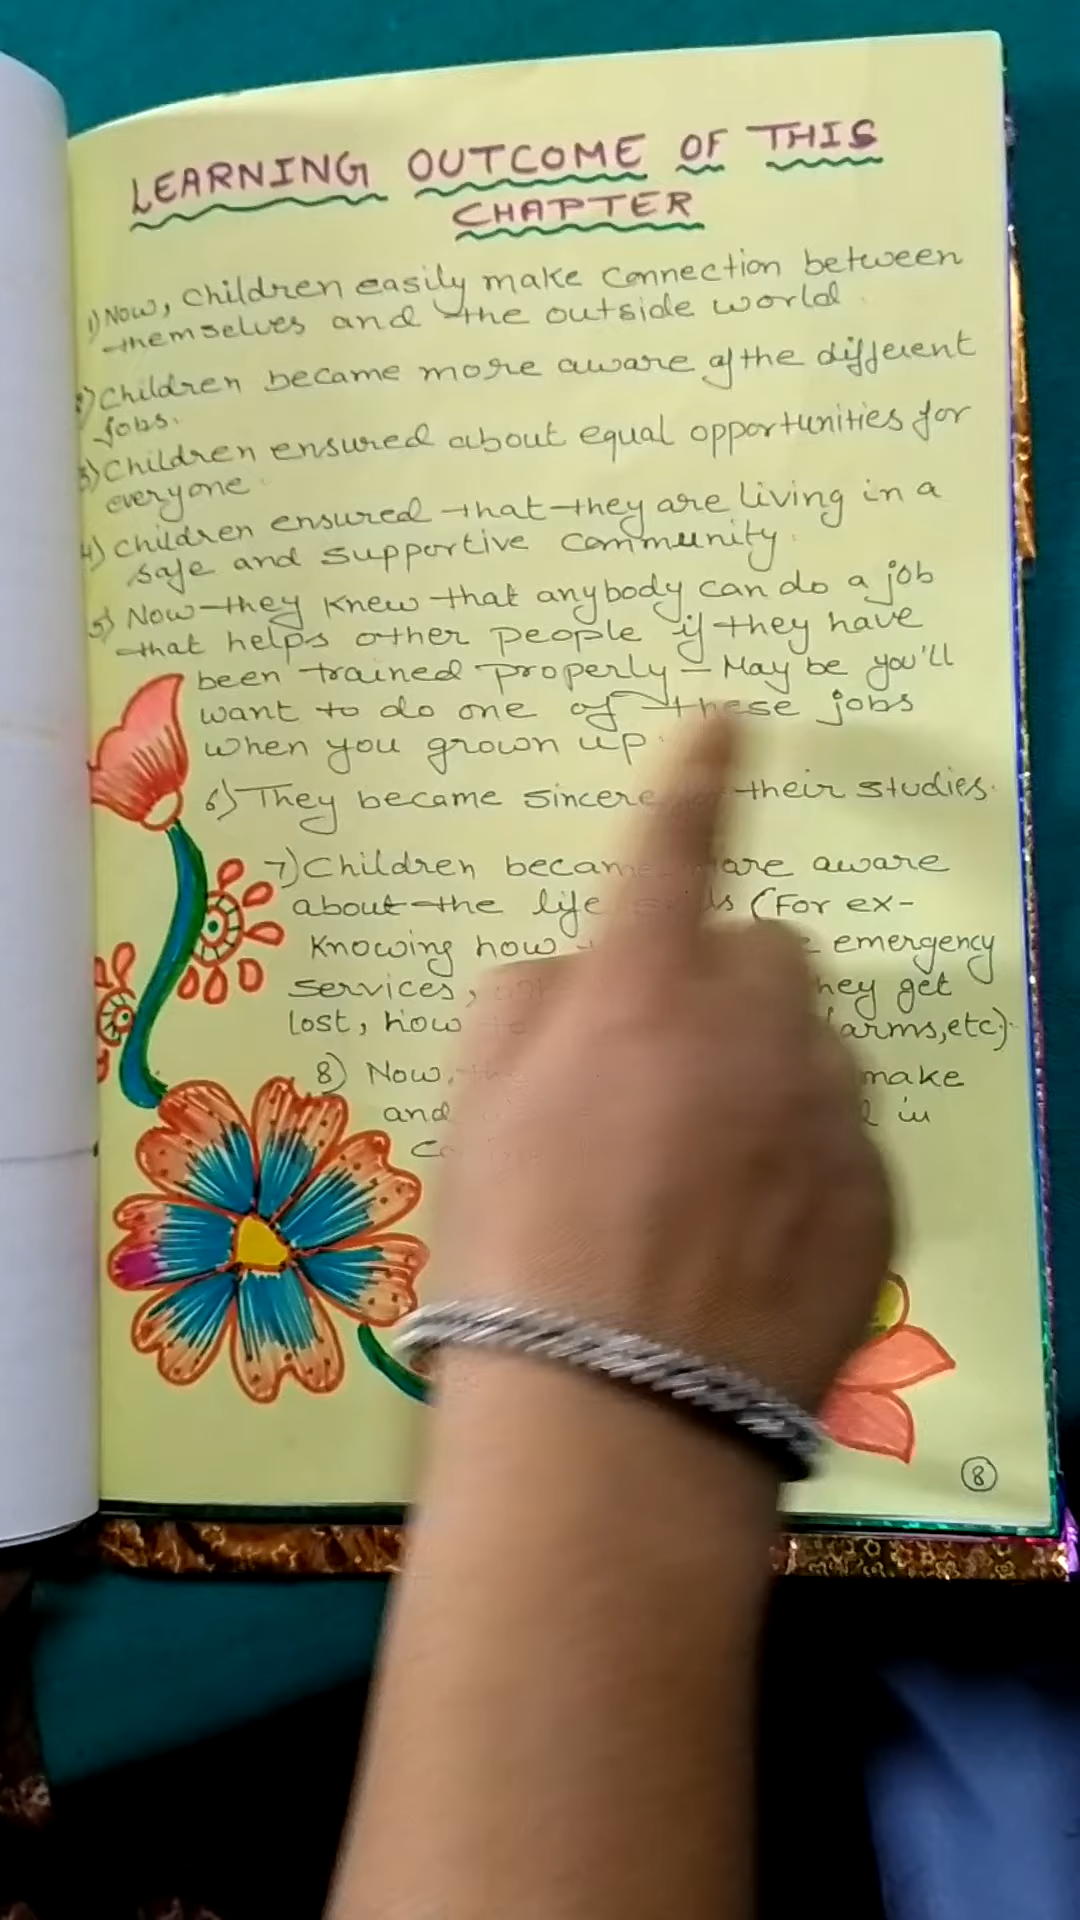 LEARNING OUTCOME OF THIS
CHAPTER
1) Now, Children easily make connection between
themselves and the outside world.
2) Children became more aware of the different
jobs.
3) Children ensured about equal opportunities for
everyone.
4) Children ensured that they are living in a
safe and supportive community.
5) Now they knew that anybody can do a job
that helps other people if they have
been trained properly - May be you'll
want to do one of these jobs
when you grown up.
6) They became sincere their studies.
7) Children became more aware
about the life (For ex-
Knowing how emergency
services, they get
lost, how etc).
8) Now, make
and in
8